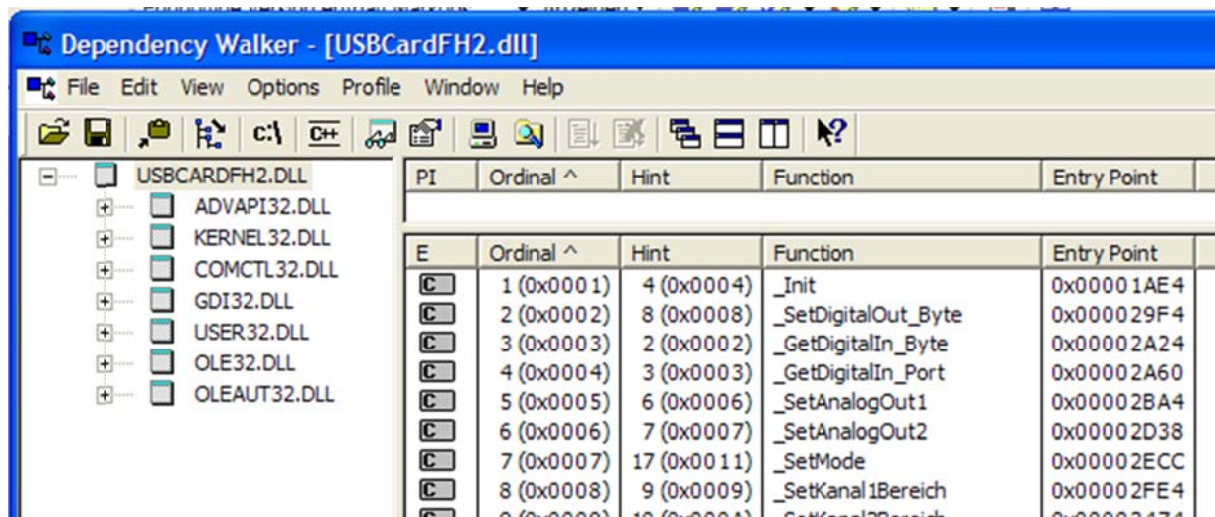 Dependency Walker - [USBCardFH2.dll]
File Edit View Options Profile Window Help
C:\ C++
USBCARDFH2.DLL
ADVAPI32.DLL
KERNEL32.DLL
COMCTL32.DLL
GDI32.DLL
USER32.DLL
OLE32.DLL
OLEAUT32.DLL
PI Ordinal ^ Hint Function Entry Point
E Ordinal ^ Hint Function Entry Point
C 1 (0x0001) 4 (0x0004) _Init 0x00001AE4
C 2 (0x0002) 8 (0x0008) _SetDigitalOut_Byte 0x000029F4
C 3 (0x0003) 2 (0x0002) _GetDigitalIn_Byte 0x00002A24
C 4 (0x0004) 3 (0x0003) _GetDigitalIn_Port 0x00002A60
C 5 (0x0005) 6 (0x0006) _SetAnalogOut1 0x00002BA4
C 6 (0x0006) 7 (0x0007) _SetAnalogOut2 0x00002D38
C 7 (0x0007) 17 (0x0011) _SetMode 0x00002ECC
C 8 (0x0008) 9 (0x0009) _SetKanal1Bereich 0x00002FE4